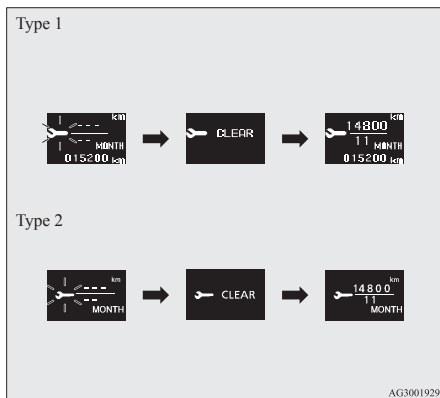 Type 1
km
---
--
MONTH
015200 km
CLEAR
km
14800
11 MONTH
015200 km
Type 2
km
---
--
MONTH
CLEAR
km
14800
11
MONTH
AG3001929